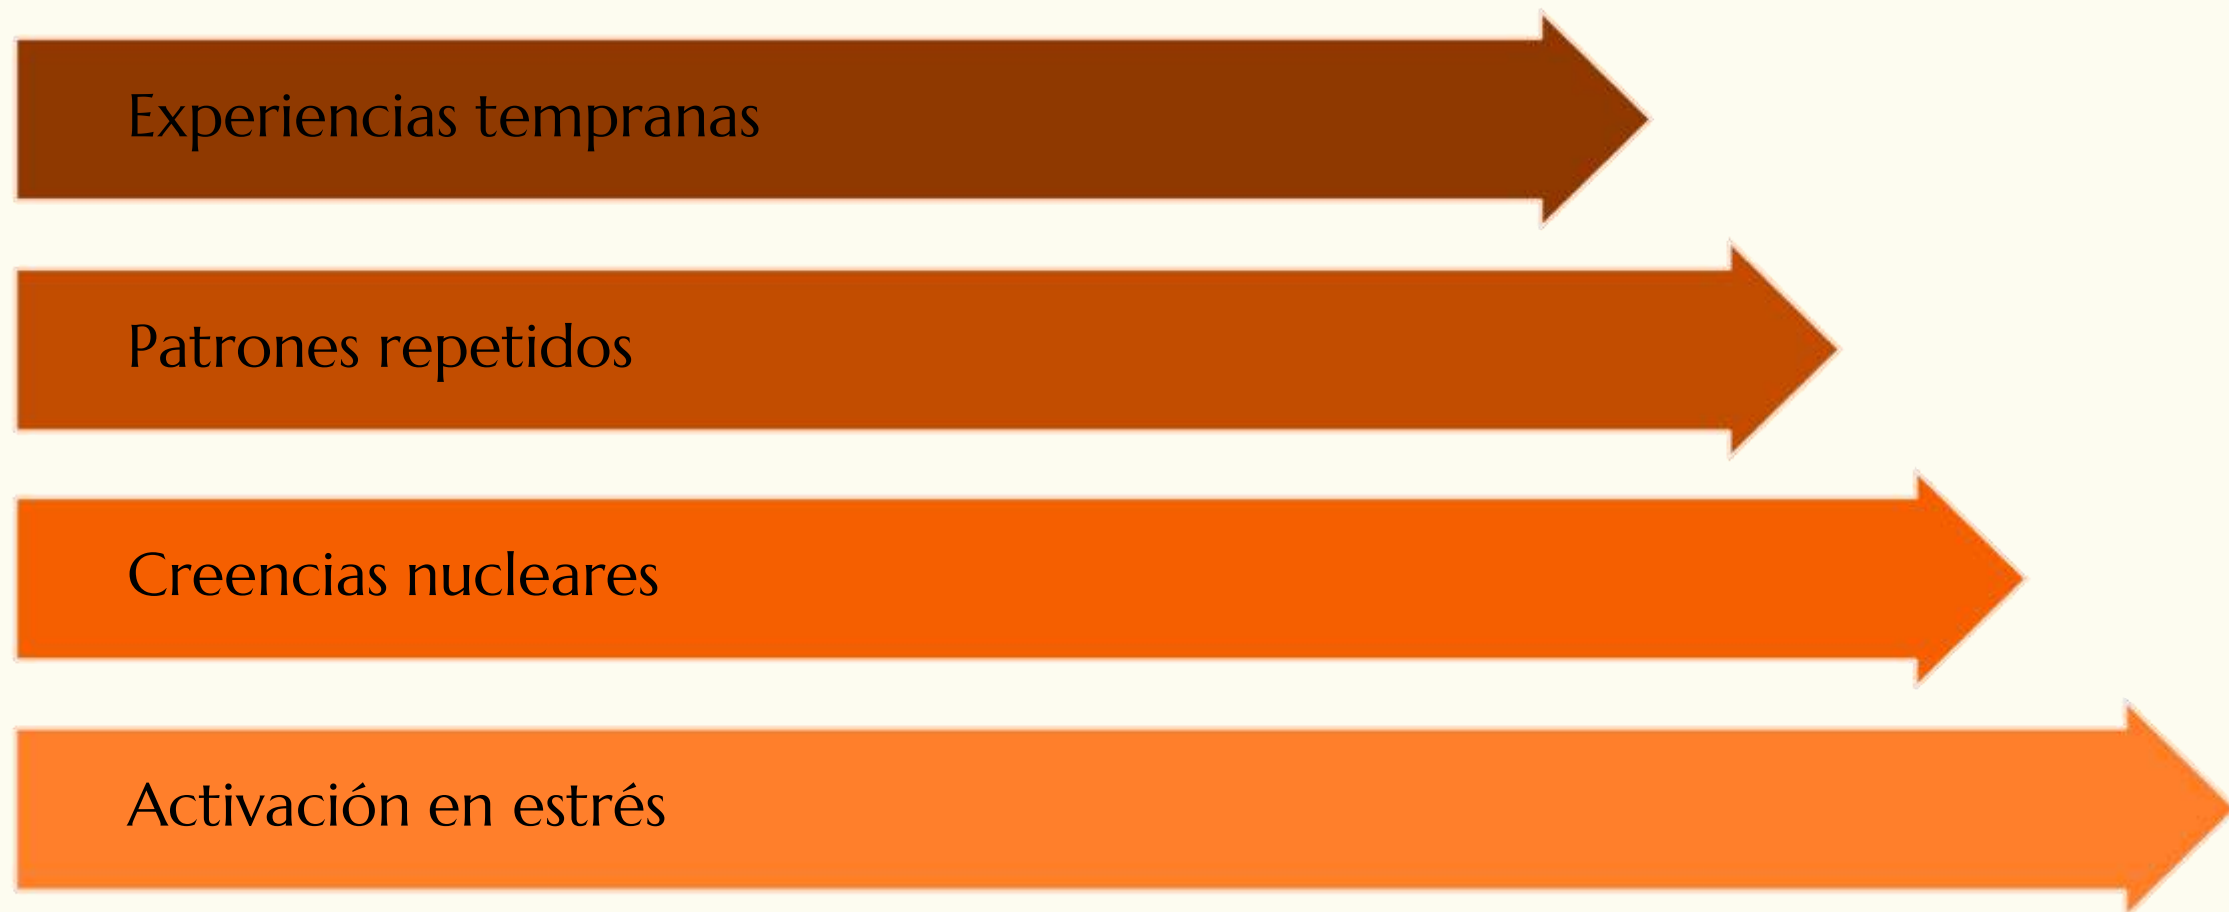 Experiencias tempranas
Patrones repetidos
Creencias nucleares
Activación en estrés